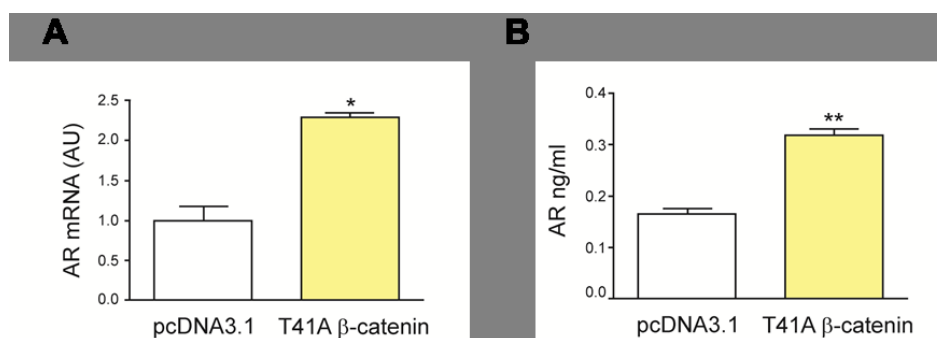 A
AR mRNA (AU)
2.5
2.0
1.5
1.0
0.5
0.0
*
pcDNA3.1 T41A β-catenin
B
AR ng/ml
0.4
0.3
0.2
0.1
0.0
**
pcDNA3.1 T41A β-catenin